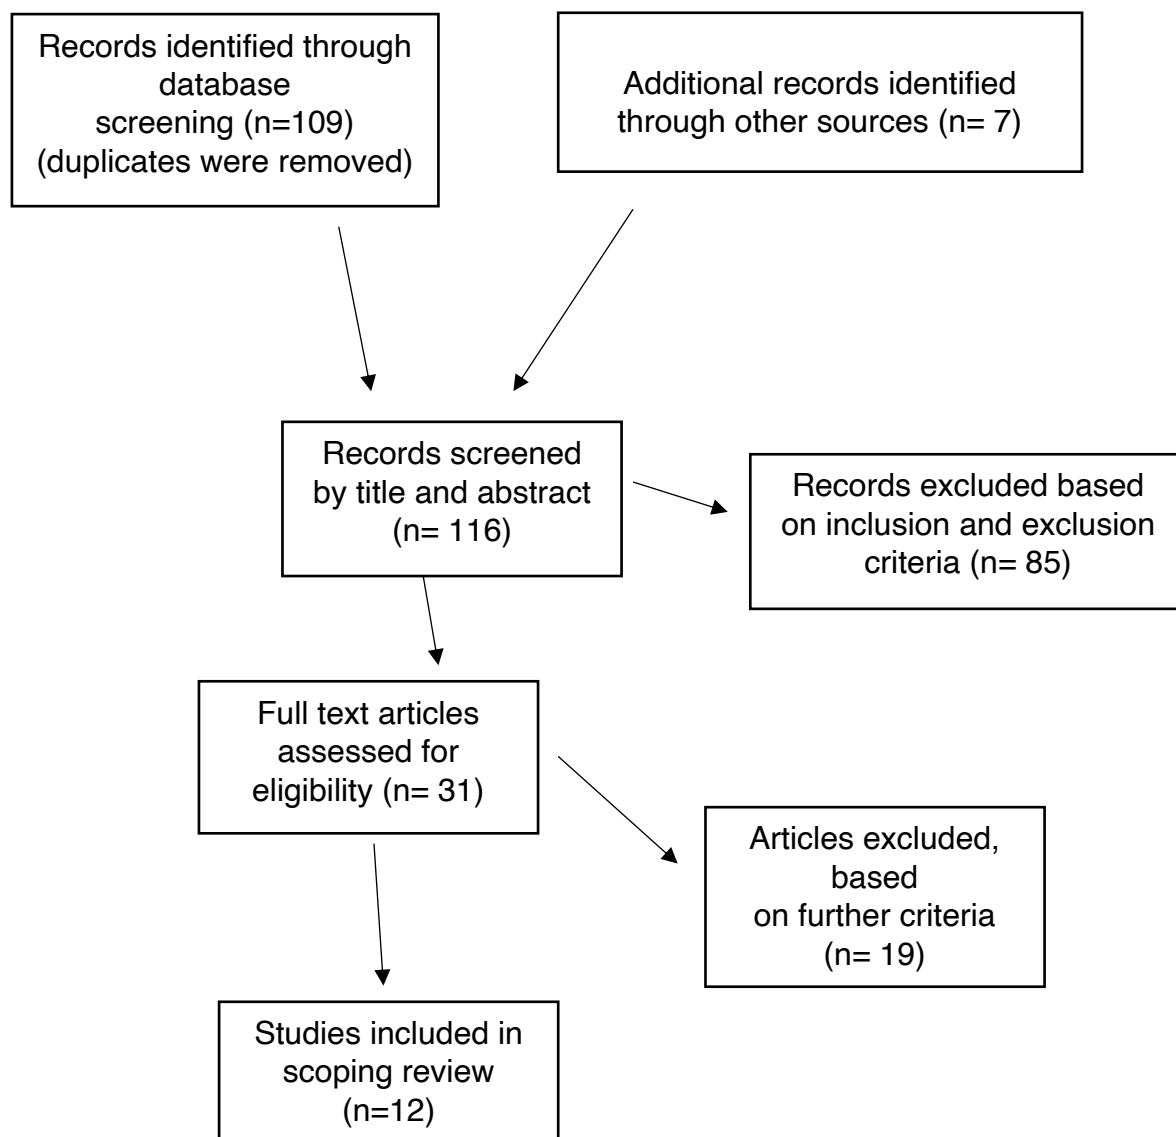 Records identified through
database
screening (n=109)
(duplicates were removed)
Additional records identified
through other sources (n= 7)
Records screened
by title and abstract
(n= 116)
Records excluded based
on inclusion and exclusion
criteria (n= 85)
Full text articles
assessed for
eligibility (n= 31)
Articles excluded,
based
on further criteria
(n= 19)
Studies included in
scoping review
(n=12)